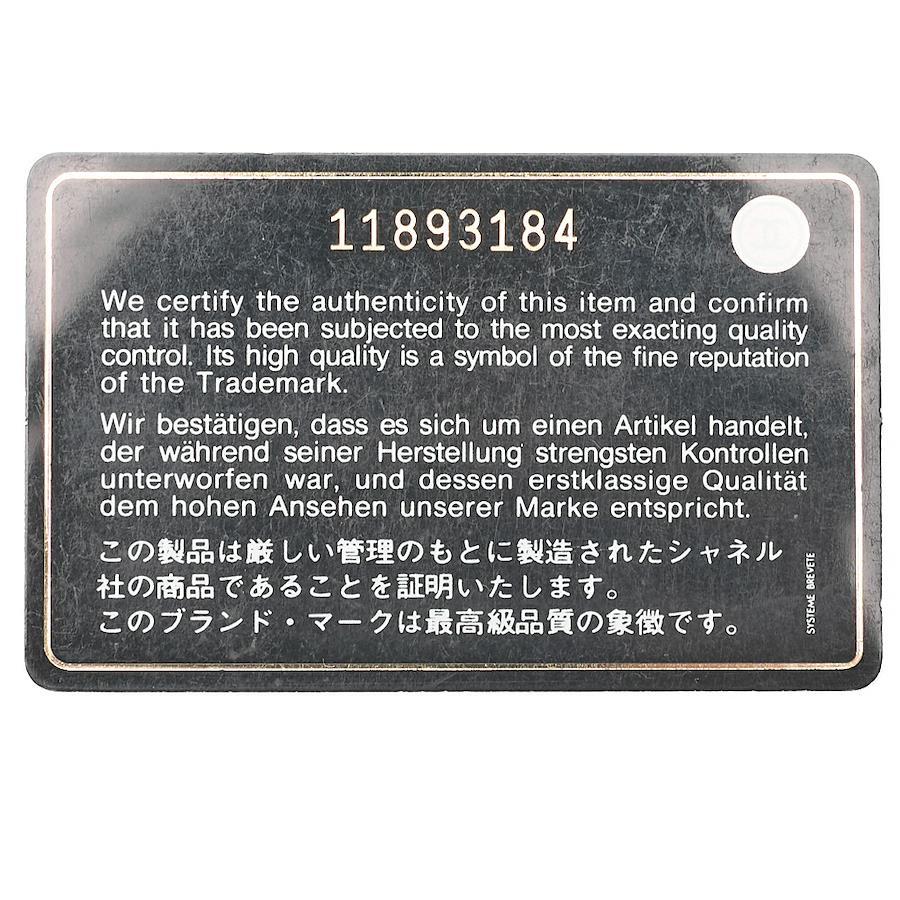 11893184
We certify the authenticity of this item and confirm
that it has been subjected to the most exacting quality
control. Its high quality is a symbol of the fine reputation
of the Trademark.
Wir bestätigen, dass es sich um einen Artikel handelt,
der während seiner Herstellung strengsten Kontrollen
unterworfen war, und dessen erstklassige Qualität
dem hohen Ansehen unserer Marke entspricht.
この製品は厳しい管理のもとに製造されたシャネル
社の商品であることを証明いたします。
このブランド・マークは最高級品質の象徴です。
SYSTEME BREVETE